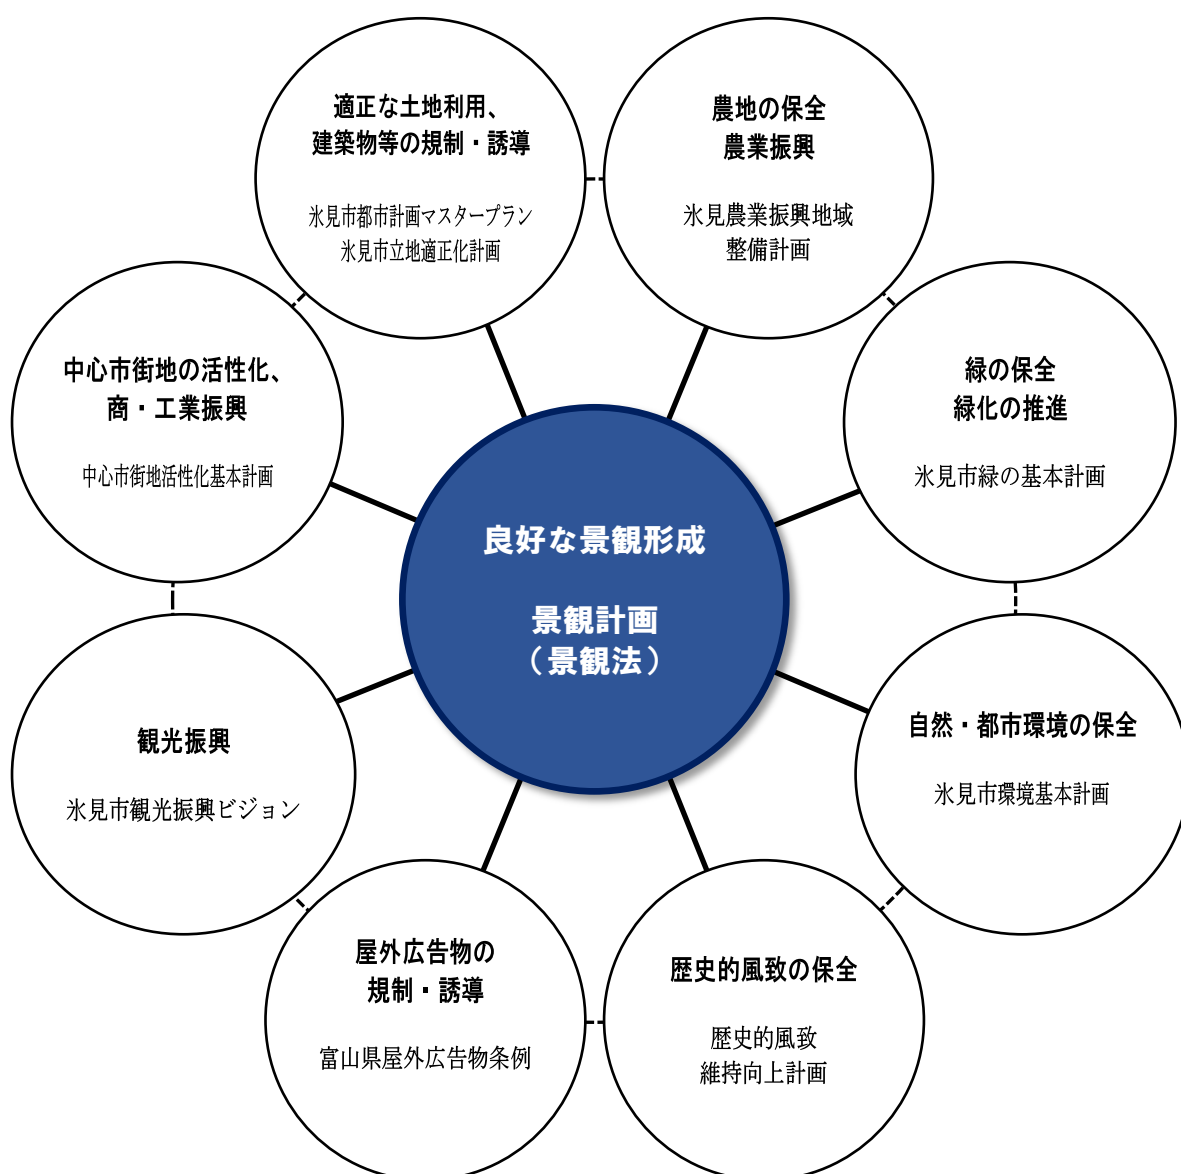 適正な土地利用、
建築物等の規制・誘導
氷見市都市計画マスタープラン
氷見市立地適正化計画
農地の保全
農業振興
氷見農業振興地域
整備計画
中心市街地の活性化、
商・工業振興
中心市街地活性化基本計画
緑の保全
緑化の推進
氷見市緑の基本計画
良好な景観形成
景観計画
（景観法）
観光振興
氷見市観光振興ビジョン
自然・都市環境の保全
氷見市環境基本計画
屋外広告物の
規制・誘導
富山県屋外広告物条例
歴史的風致の保全
歴史的風致
維持向上計画